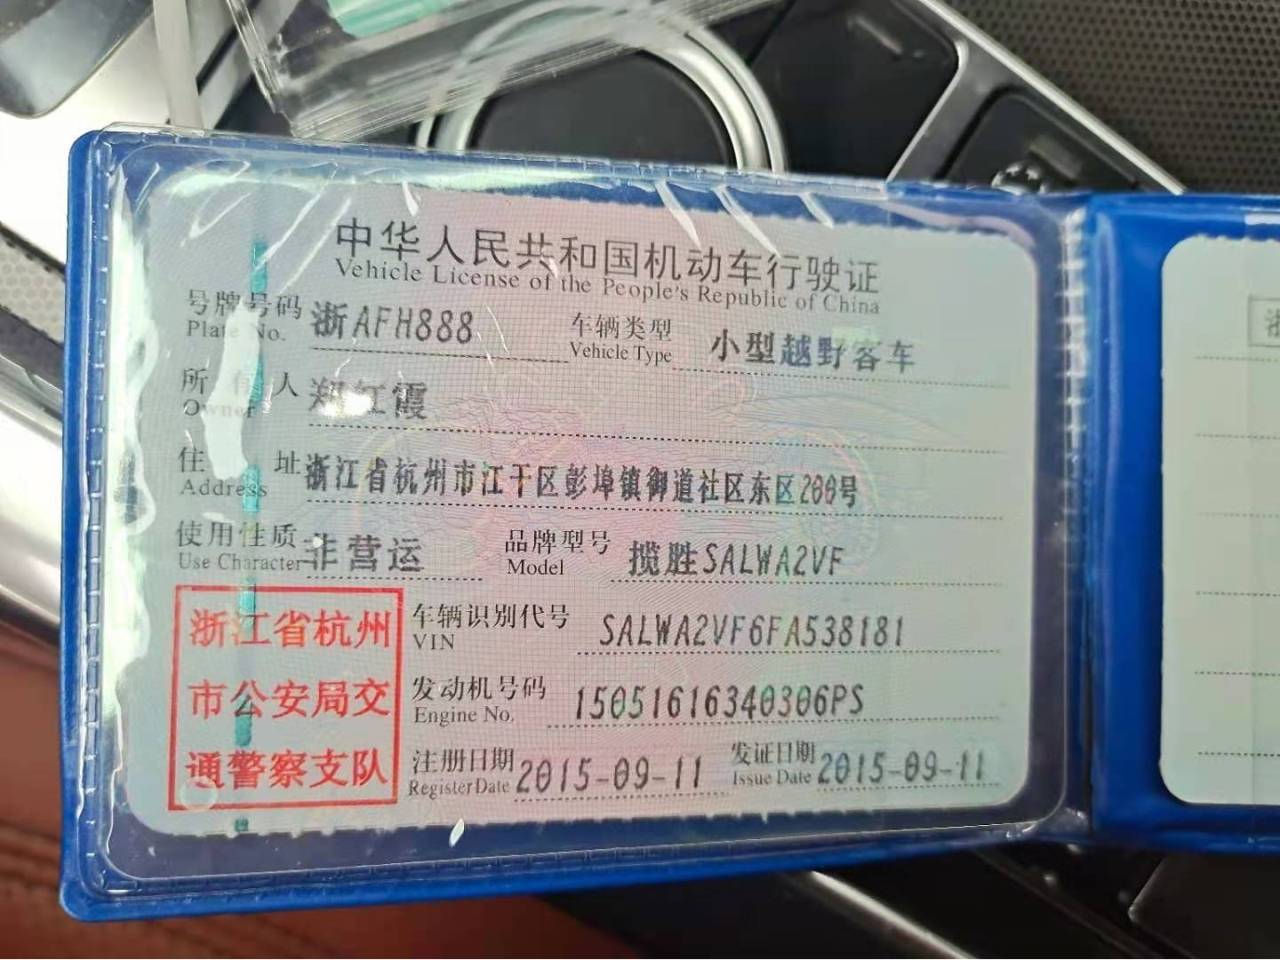 中华人民共和国机动车行驶证
Vehicle License of the People's Republic of China
号牌号码 浙AFH888 车辆类型 小型越野客车
Plate No. Vehicle Type
所有人 红霞
Owner
住址 浙江省杭州市江干区彭埠镇御道社区东区200号
Address
使用性质 非营运 品牌型号 揽胜SALWA2VF
Use Character Model
浙江省杭州 车辆识别代号 SALWA2VF6FA538181
VIN
市公安局交 发动机号码 15051616340306PS
Engine No.
通警察支队 注册日期 2015-09-11 发证日期 2015-09-11
Register Date Issue Date